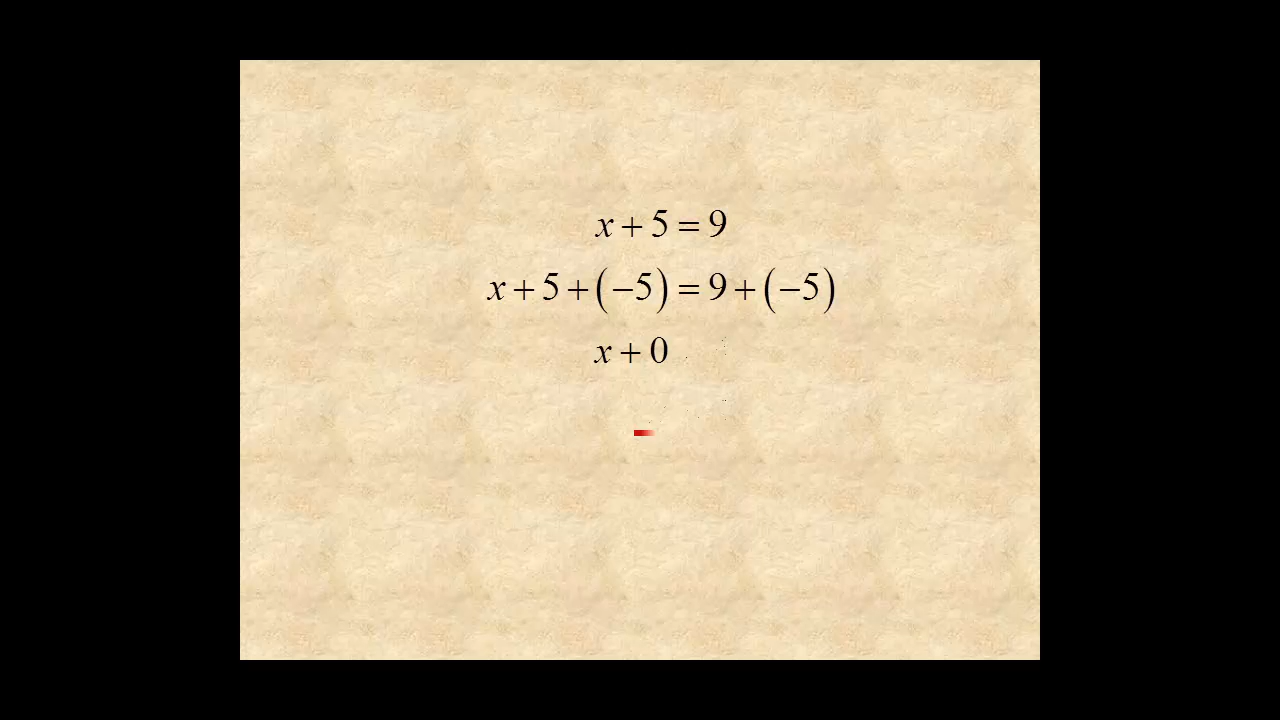 x + 5 = 9
x + 5 + (−5) = 9 + (−5)
x + 0